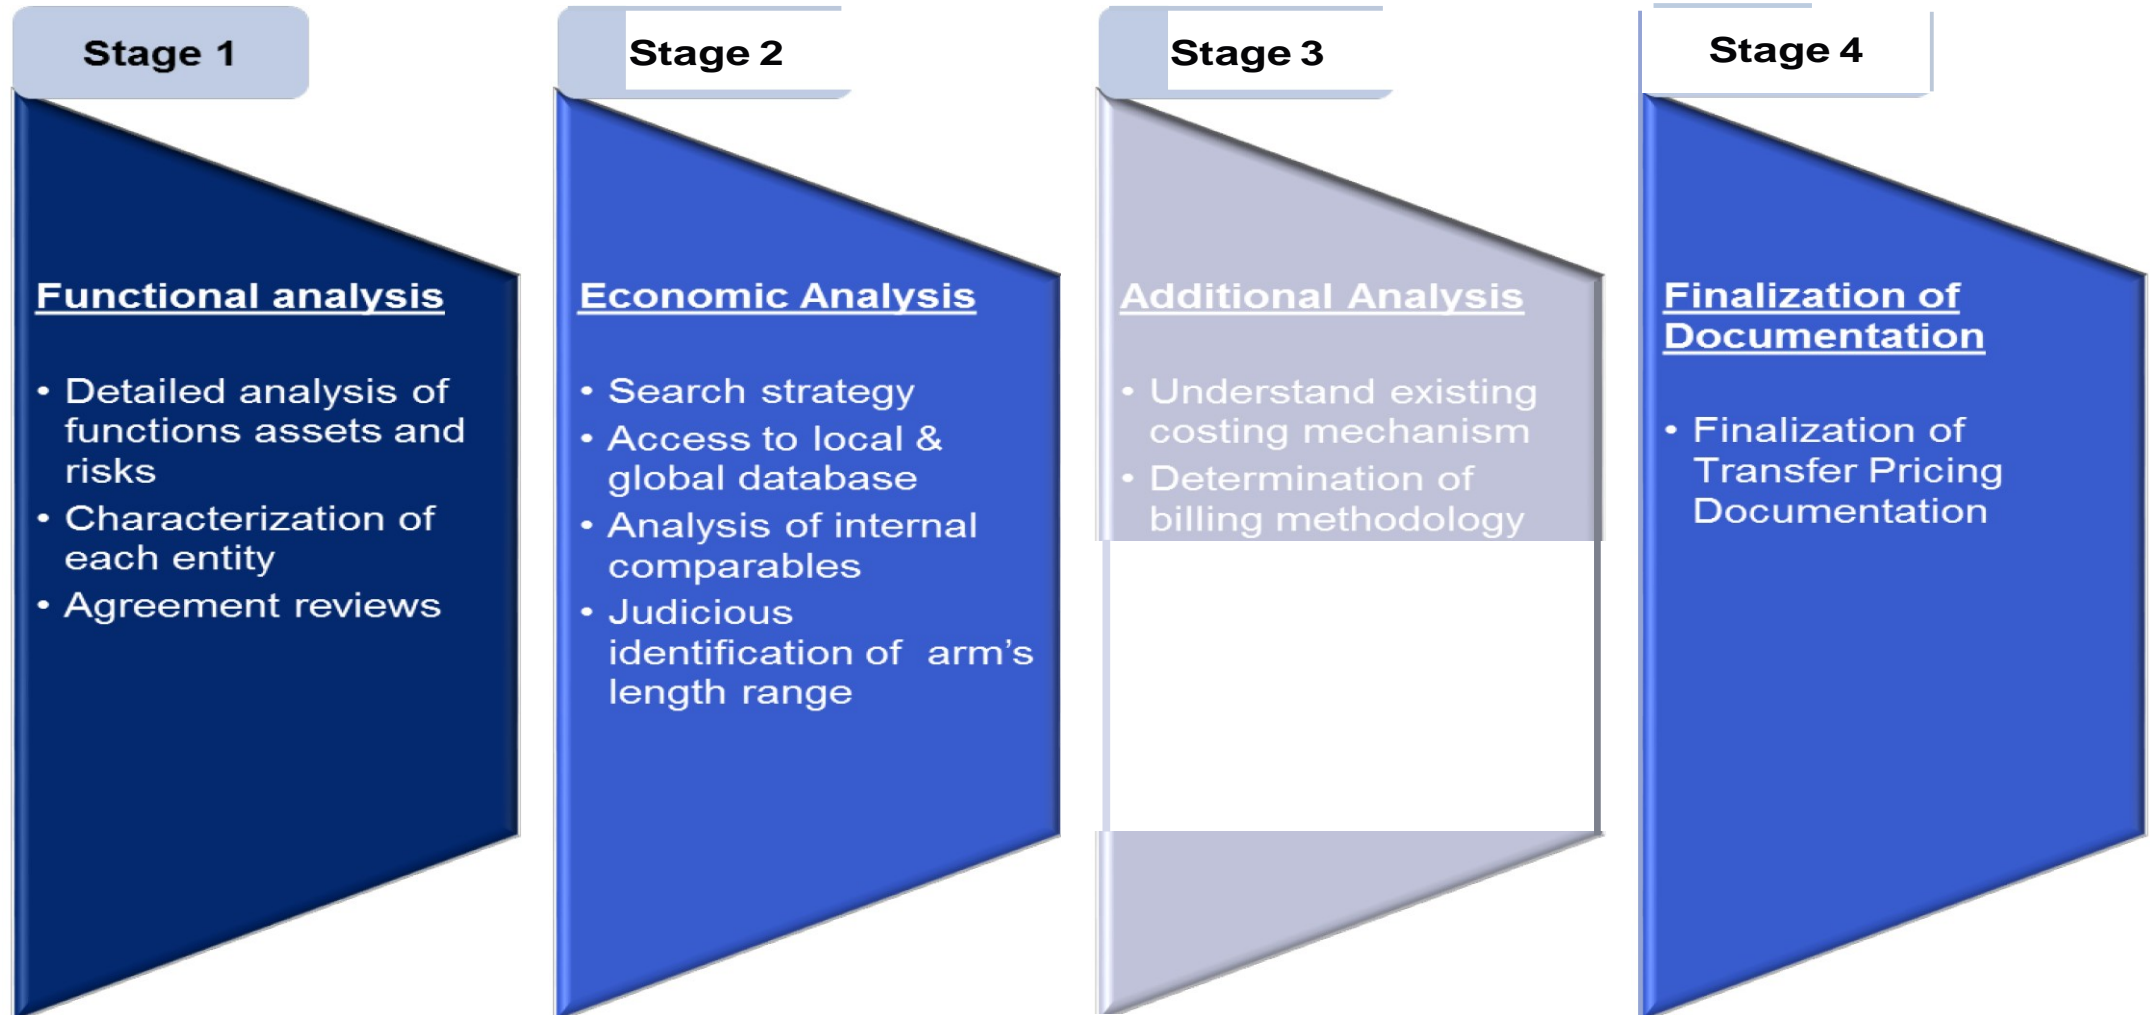 Stage 1
Functional analysis
• Detailed analysis of
functions assets and
risks
• Characterization of
each entity
• Agreement reviews
Stage 2
Economic Analysis
• Search strategy
• Access to local &
global database
• Analysis of internal
comparables
• Judicious
identification of  arm’s
length range
Stage 3
Additional Analysis
• Understand existing
costing mechanism
• Determination of
billing methodology
Stage 4
Finalization of
Documentation
• Finalization of
Transfer Pricing
Documentation